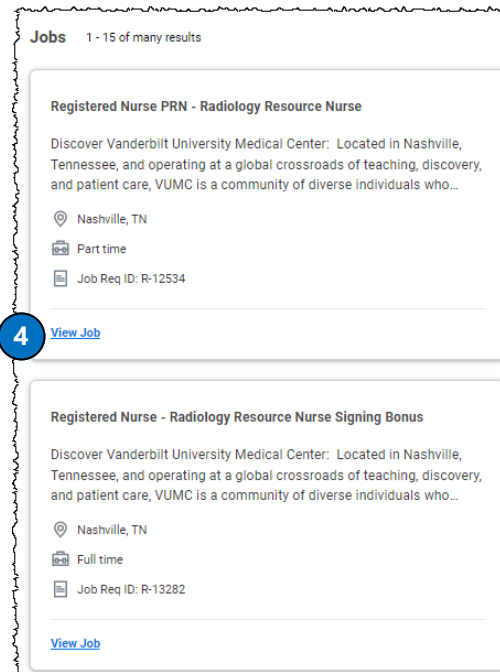 Jobs 1 - 15 of many results
Registered Nurse PRN - Radiology Resource Nurse
Discover Vanderbilt University Medical Center:  Located in Nashville,
Tennessee, and operating at a global crossroads of teaching, discovery,
and patient care, VUMC is a community of diverse individuals who…
Nashville, TN
Part time
Job Req ID: R-12534
4 View Job
Registered Nurse - Radiology Resource Nurse Signing Bonus
Discover Vanderbilt University Medical Center:  Located in Nashville,
Tennessee, and operating at a global crossroads of teaching, discovery,
and patient care, VUMC is a community of diverse individuals who…
Nashville, TN
Full time
Job Req ID: R-13282
View Job